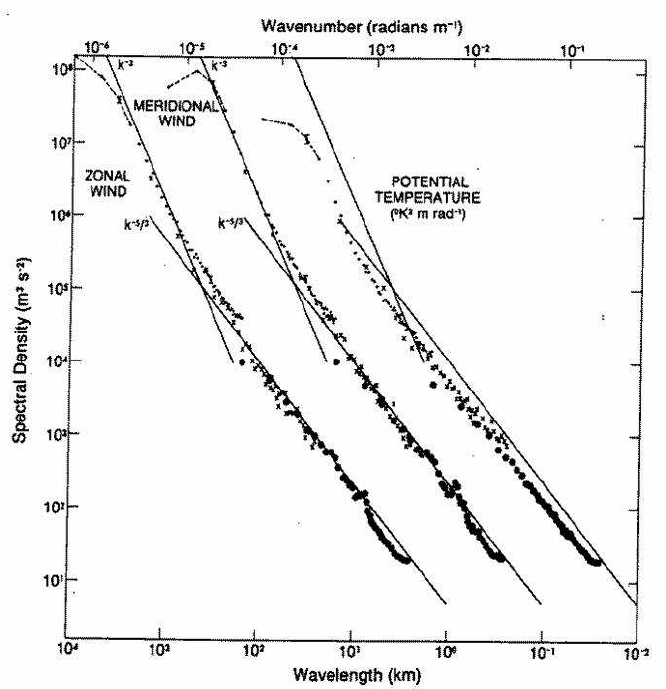 Wavenumber (radians m⁻¹)
10⁻⁶ 10⁻⁵ 10⁻⁴ 10⁻³ 10⁻² 10⁻¹
10⁸
k⁻³ k⁻³
MERIDIONAL
WIND
10⁷
ZONAL
WIND
POTENTIAL
TEMPERATURE
(°K² m rad⁻¹)
10⁶
k⁻⁵/³ k⁻⁵/³
10⁵
10⁴
10³
10²
10¹
Spectral Density (m³ s⁻²)
10⁴ 10³ 10² 10¹ 10⁰ 10⁻¹ 10⁻²
Wavelength (km)